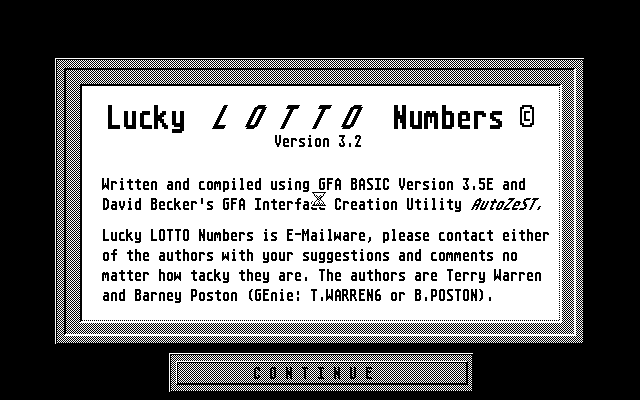 Lucky LOTTO Numbers ©
Version 3.2
Written and compiled using GFA BASIC Version 3.5E and
David Becker's GFA Interface Creation Utility AutoZeST.
Lucky LOTTO Numbers is E-Mailware, please contact either
of the authors with your suggestions and comments no
matter how tacky they are. The authors are Terry Warren
and Barney Poston (GEnie: T.WARREN6 or B.POSTON).
CONTINUE